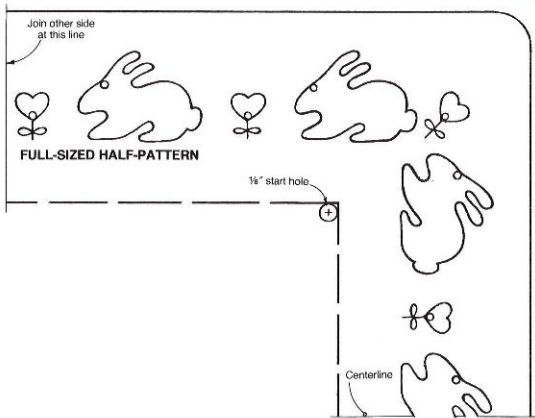 Join other side
at this line
FULL-SIZED HALF-PATTERN
⅛" start hole
Centerline